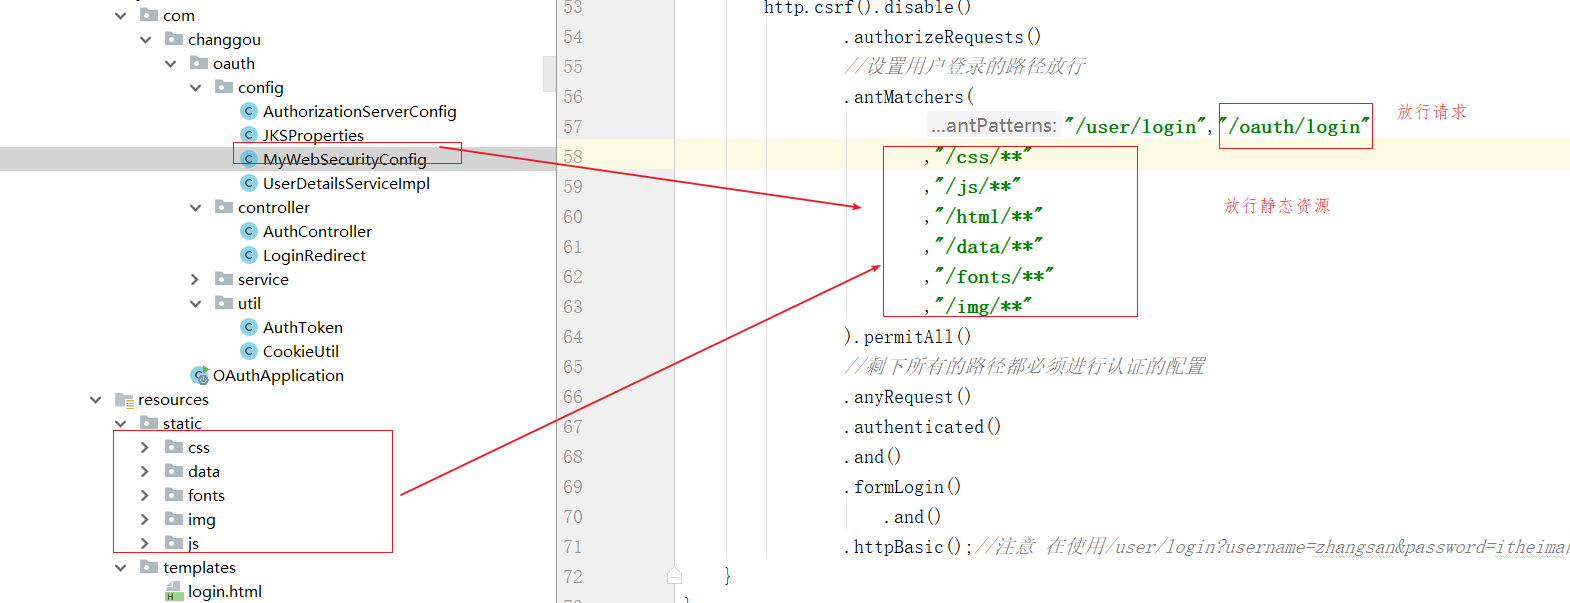 com
changgou
oauth
config
AuthorizationServerConfig
JKSProperties
MyWebSecurityConfig
UserDetailsServiceImpl
controller
AuthController
LoginRedirect
service
util
AuthToken
CookieUtil
OAuthApplication
resources
static
css
data
fonts
img
js
templates
login.html
53 http.csrf().disable()
54 .authorizeRequests()
55 //设置用户登录的路径放行
56 .antMatchers(
57 ...antPatterns: "/user/login","/oauth/login"
放行请求
58 ,"/css/**"
59 ,"/js/**"
放行静态资源
60 ,"/html/**"
61 ,"/data/**"
62 ,"/fonts/**"
63 ,"/img/**"
64 ).permitAll()
65 //剩下所有的路径都必须进行认证的配置
66 .anyRequest()
67 .authenticated()
68 .and()
69 .formLogin()
70 .and()
71 .httpBasic();//注意 在使用/user/login?username=zhangsan&password=itheima
72 }